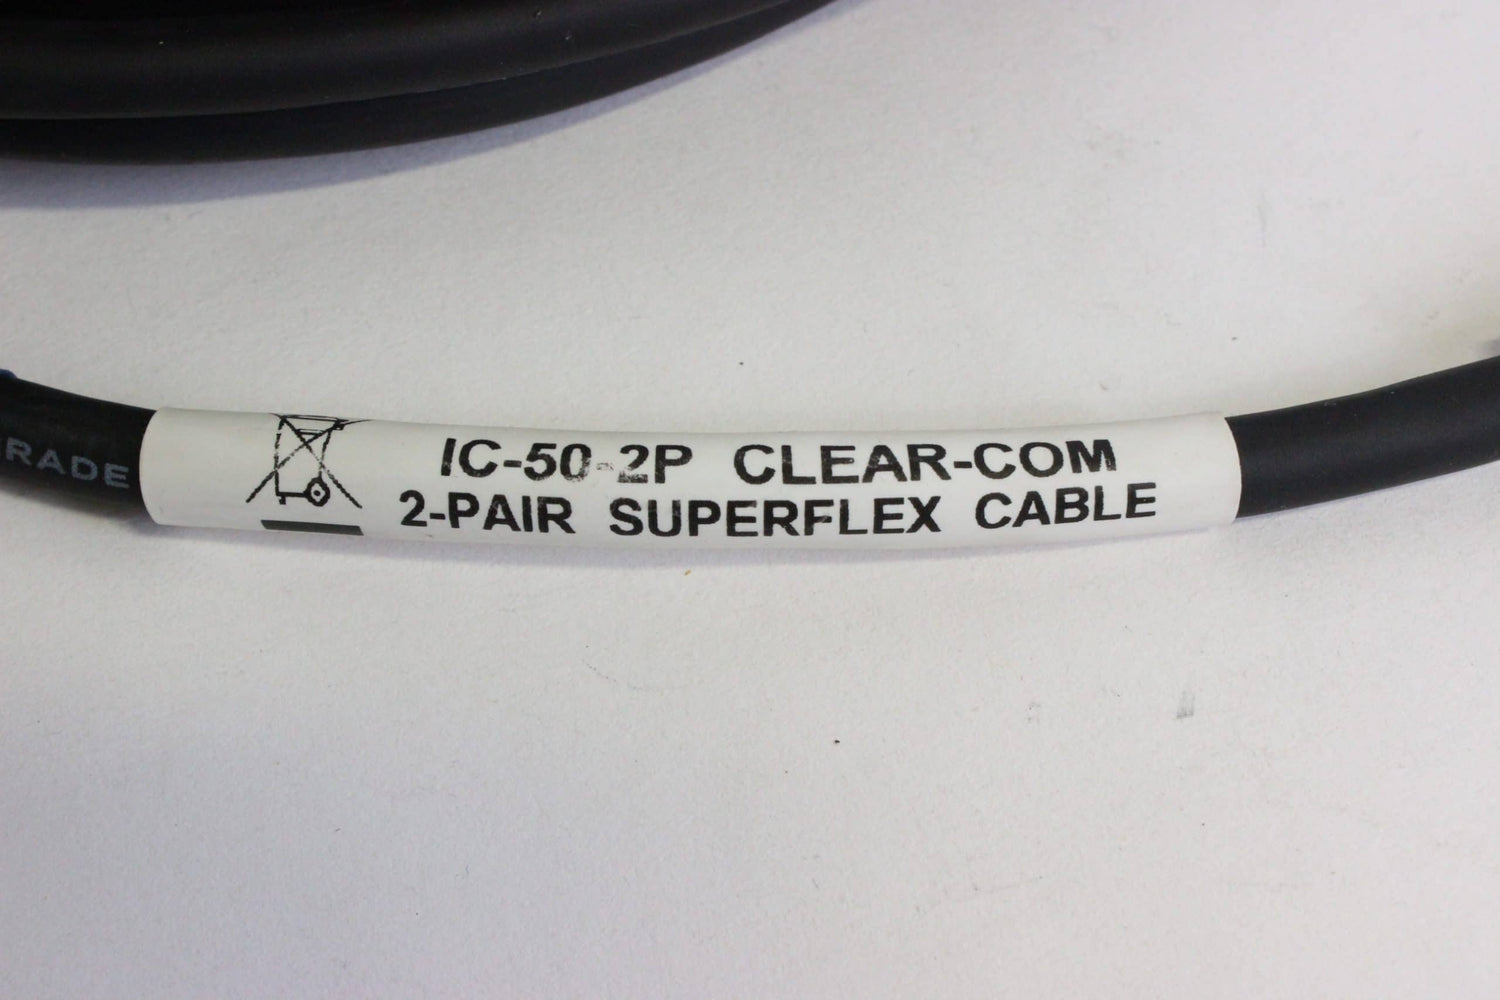 IC-50-2P CLEAR-COM
2-PAIR SUPERFLEX CABLE
RADE